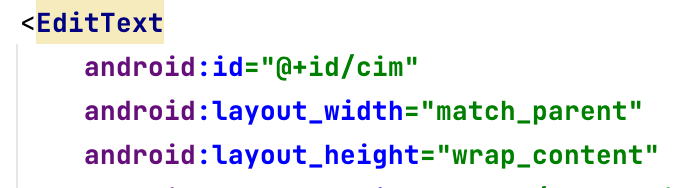 <EditText
android:id="@+id/cim"
android:layout_width="match_parent"
android:layout_height="wrap_content"